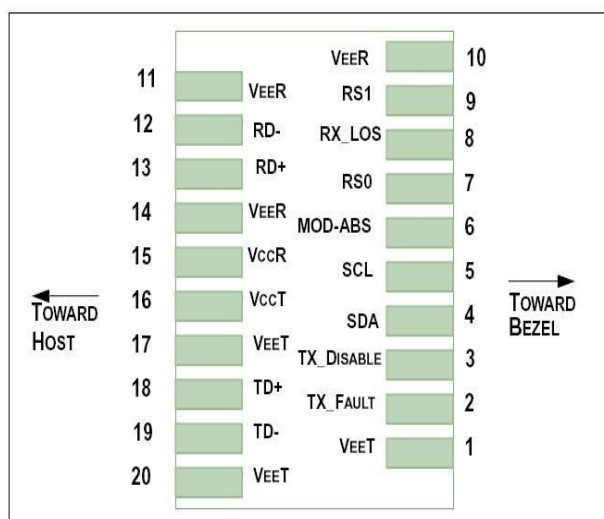 11 VEER
12 RD-
13 RD+
14 VEER
15 VCCR
16 VCCT
17 VEET
18 TD+
19 TD-
20 VEET
VEER 10
RS1 9
RX_LOS 8
RS0 7
MOD-ABS 6
SCL 5
SDA 4
TX_DISABLE 3
TX_FAULT 2
VEET 1
TOWARD
HOST
TOWARD
BEZEL